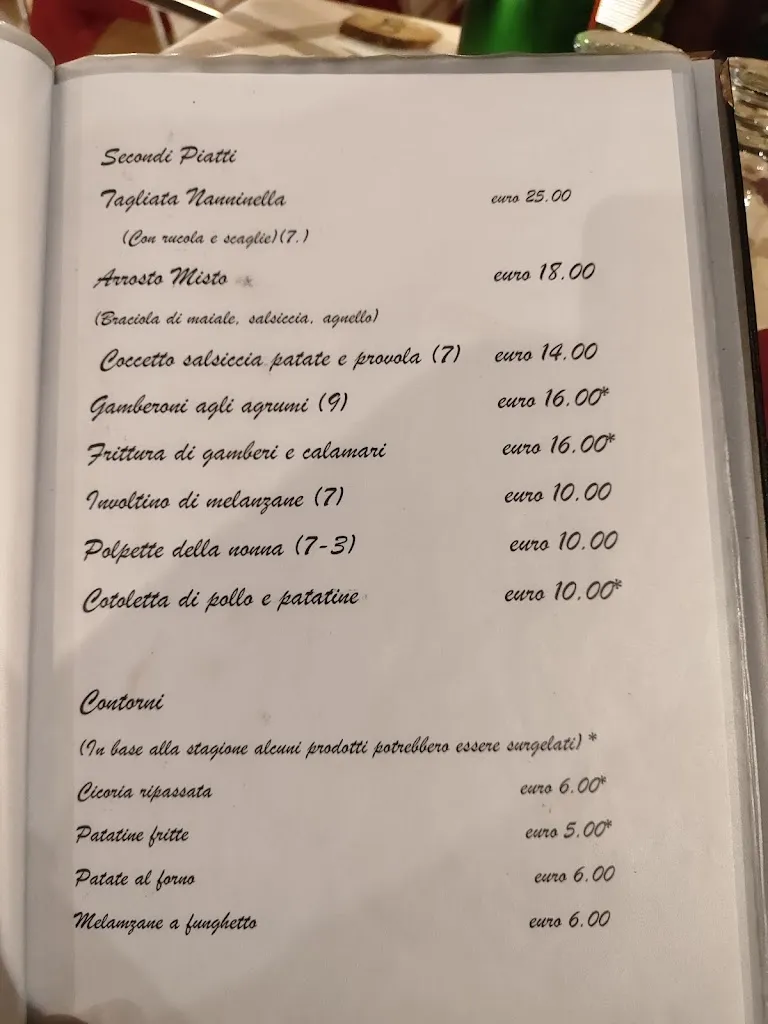 Secondi Piatti
Tagliata Nanninella euro 25.00
(Con rucola e scaglie)(7.)
Arrosto Misto euro 18.00
(Braciola di maiale, salsiccia, agnello)
Coccetto salsiccia patate e provola (7) euro 14.00
Gamberoni agli agrumi (9) euro 16.00*
Frittura di gamberi e calamari euro 16.00*
Involtino di melanzane (7) euro 10.00
Polpette della nonna (7-3) euro 10.00
Cotoletta di pollo e patatine euro 10.00*
Contorni
(In base alla stagione alcuni prodotti potrebbero essere surgelati) *
Cicoria ripassata euro 6.00*
Patatine fritte euro 5.00*
Patate al forno euro 6.00
Melamzane a funghetto euro 6.00